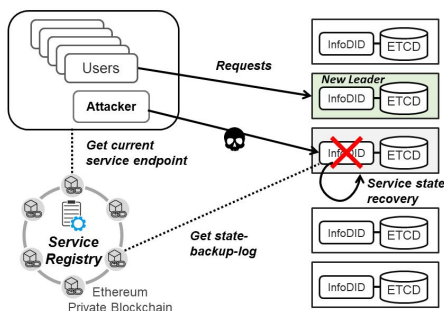 Users
Attacker
Requests
Get current
service endpoint
Service
Registry
Ethereum
Private Blockchain
Get state-
backup-log
InfoDID
ETCD
New Leader
InfoDID
ETCD
InfoDID
ETCD
Service state
recovery
InfoDID
ETCD
InfoDID
ETCD